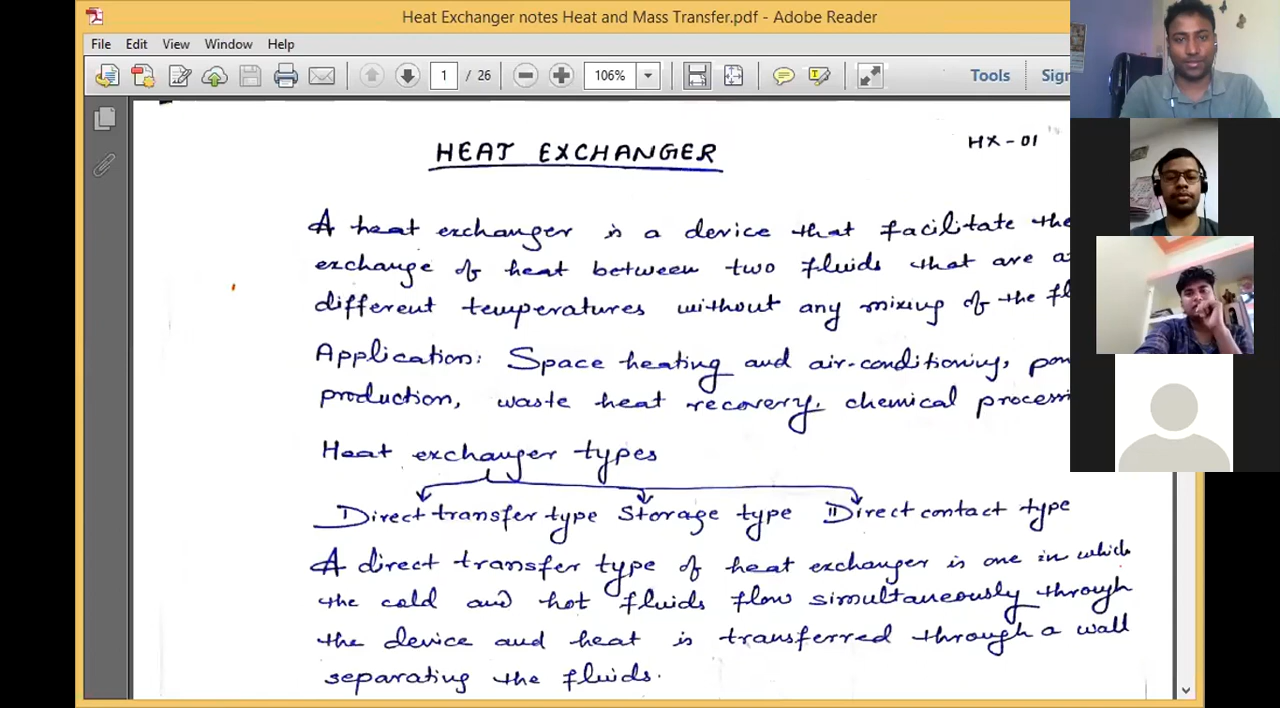 Heat Exchanger notes Heat and Mass Transfer.pdf - Adobe Reader
File Edit View Window Help
1 / 26 106% Tools Sign
HEAT EXCHANGER
HX-01
A heat exchanger is a device that facilitate the
exchange of heat between two fluids that are
different temperatures without any mixing of the
Application: Space heating and air-conditioning,
production, waste heat recovery, chemical
Heat exchanger types
Direct transfer type Storage type Direct contact type
A direct transfer type of heat exchanger is one in which
the cold and hot fluids flow simultaneously through
the device and heat is transferred through a wall
separating the fluids.